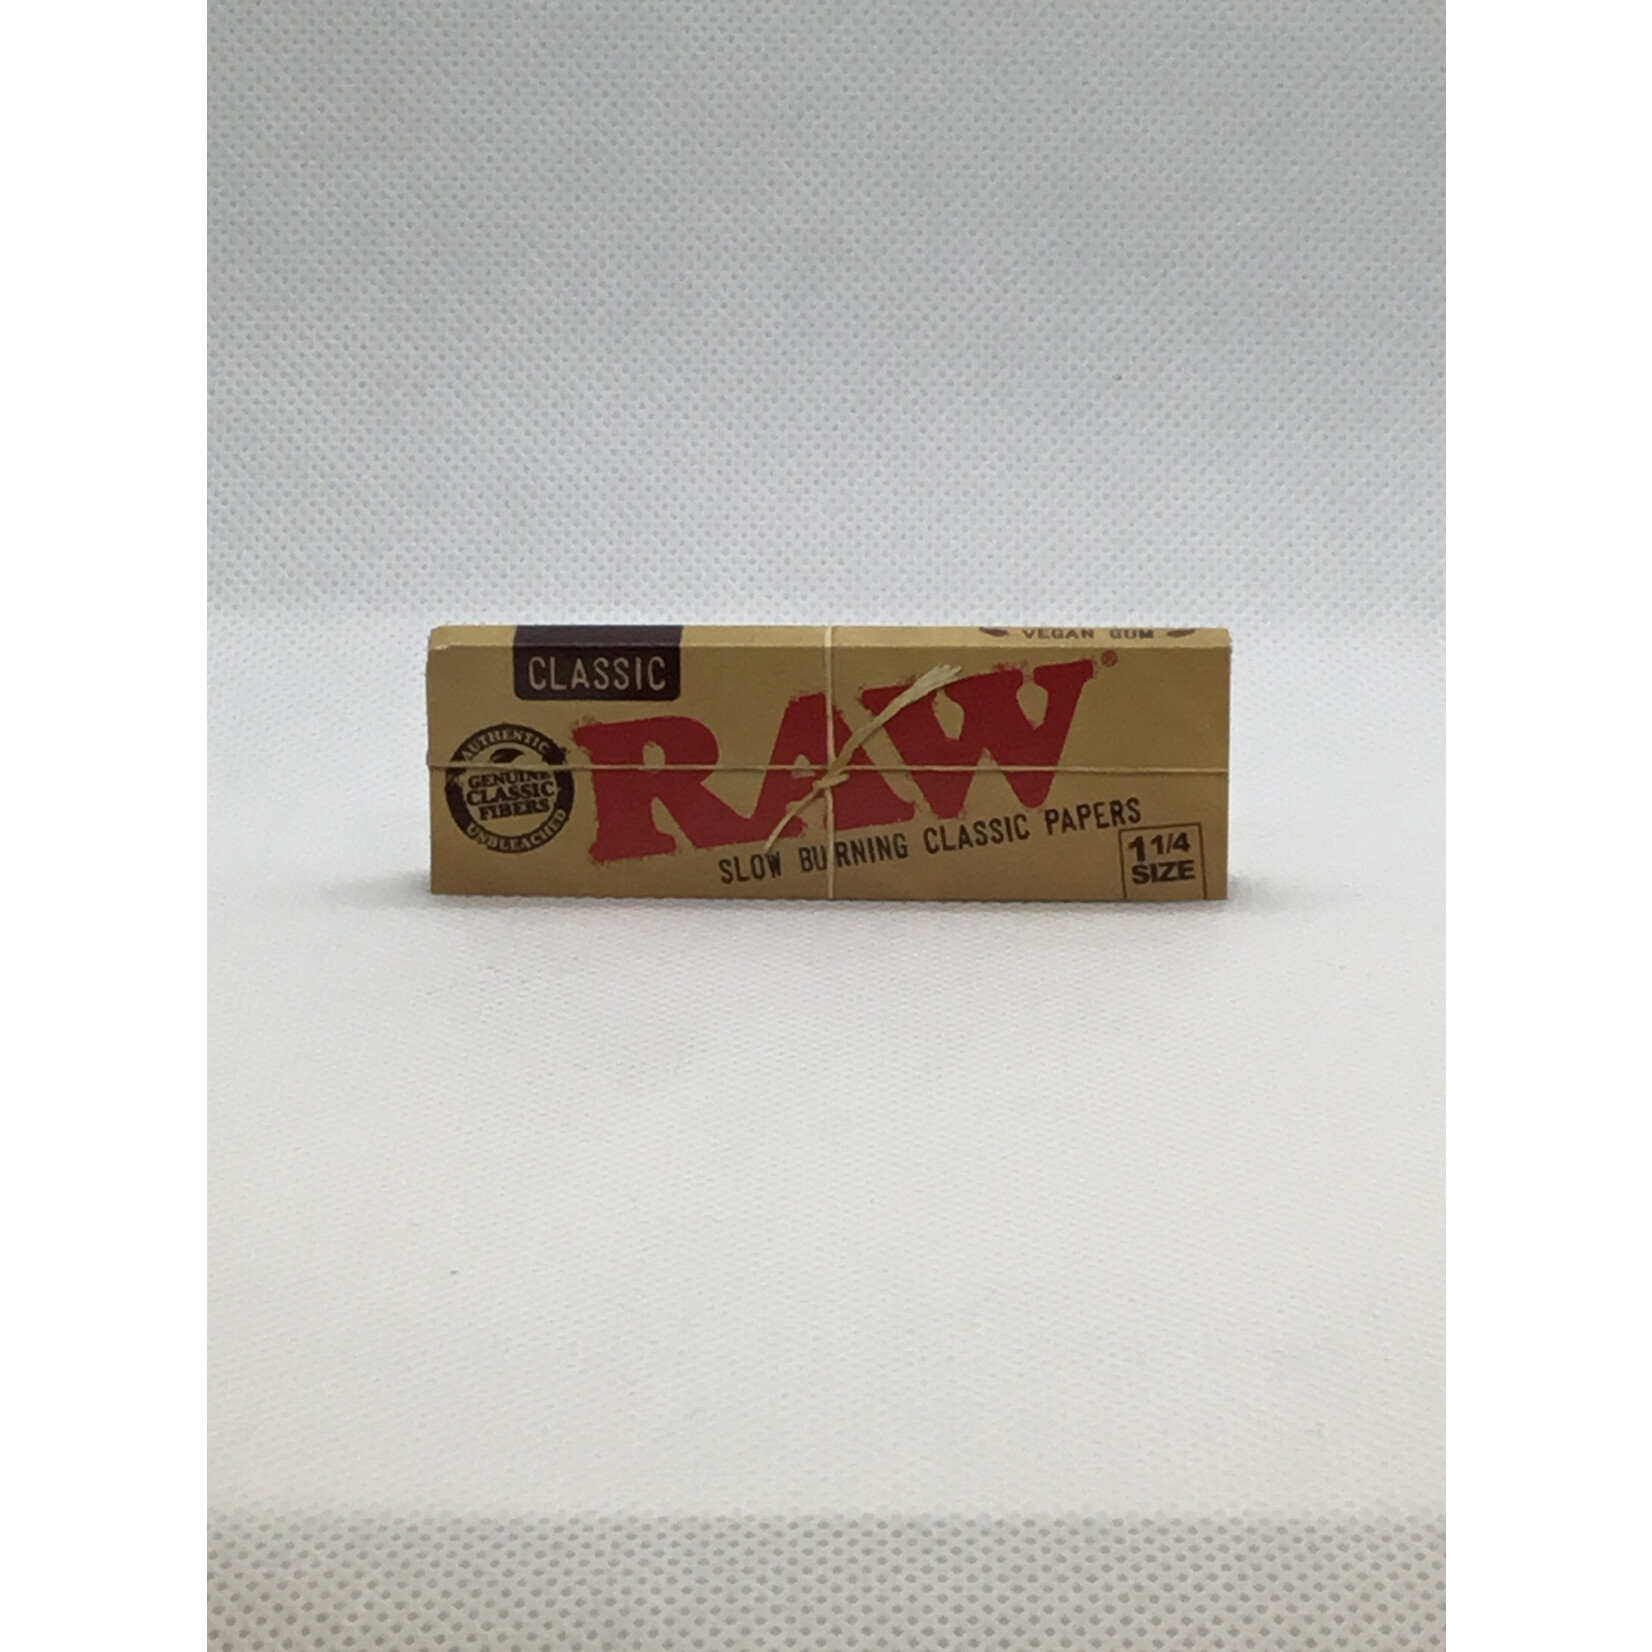 VEGAN GUM
CLASSIC
RAW®
AUTHENTIC
GENUINE
CLASSIC
FIBERS
UNBLEACHED
SLOW BURNING CLASSIC PAPERS
1 1/4
SIZE